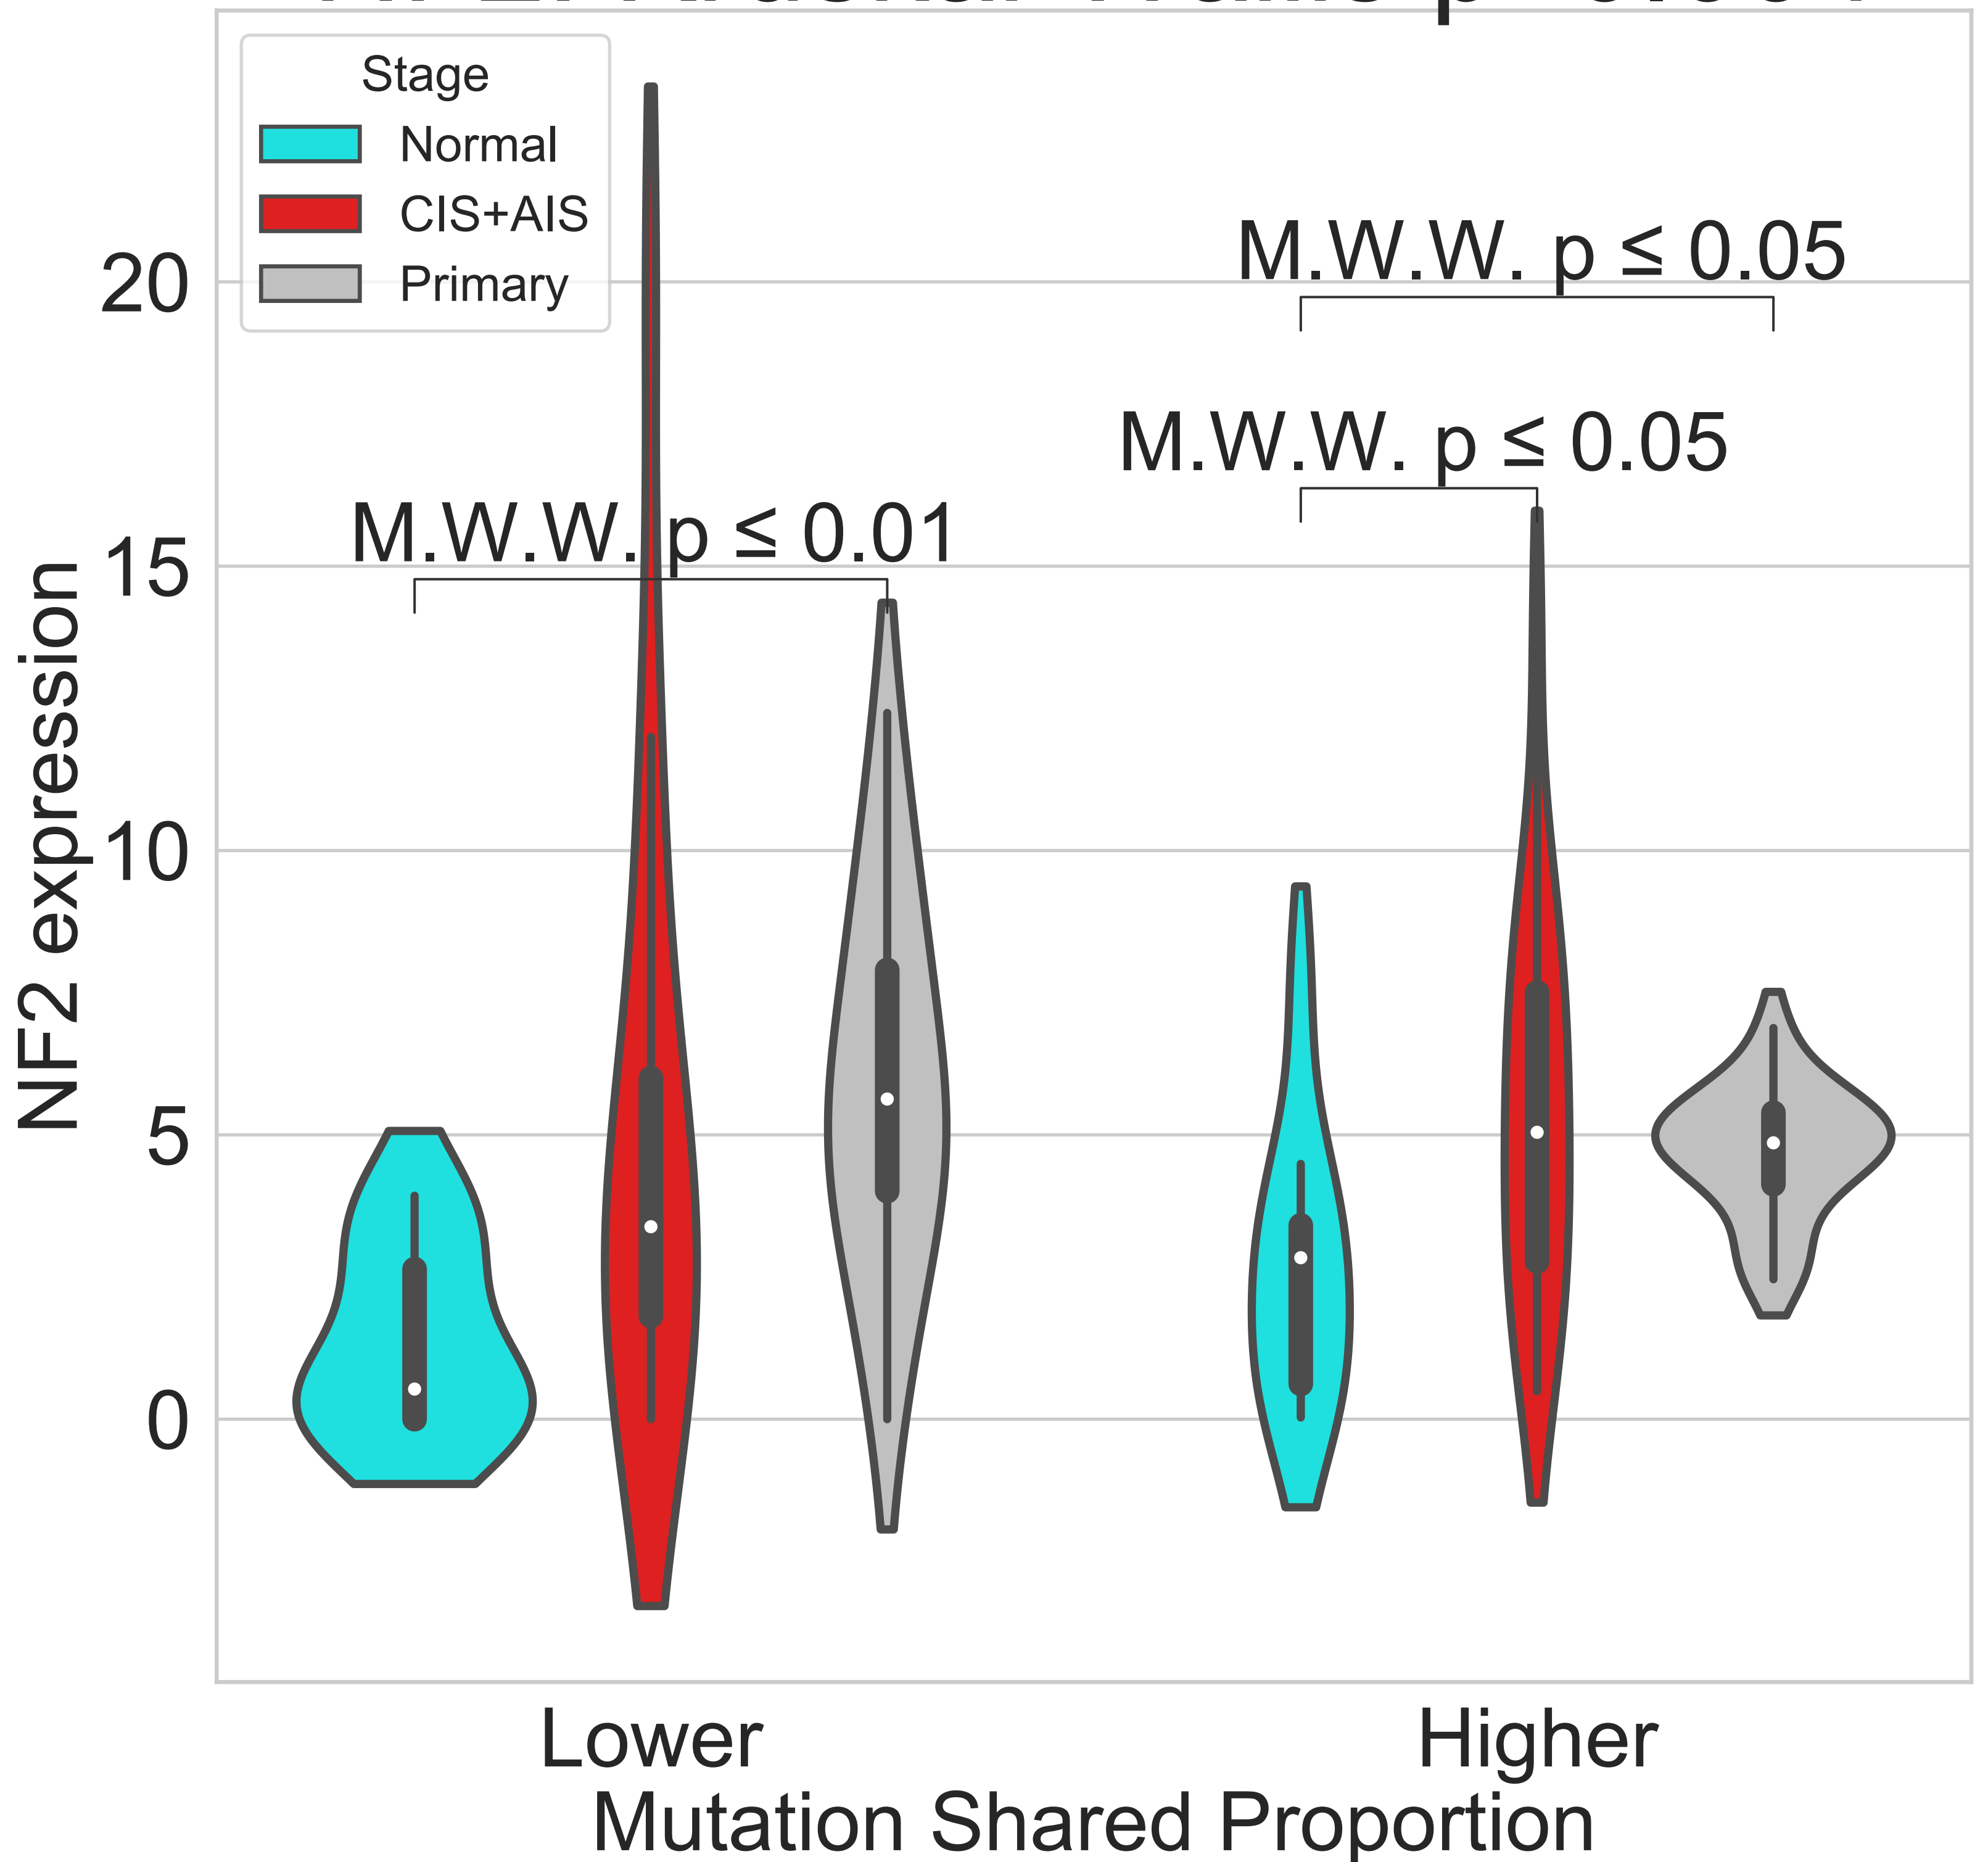 Stage
Normal
CIS+AIS
Primary
M.W.W. p ≤ 0.05
M.W.W. p ≤ 0.05
M.W.W. p ≤ 0.01
NF2 expression
20
15
10
5
0
Lower
Higher
Mutation Shared Proportion